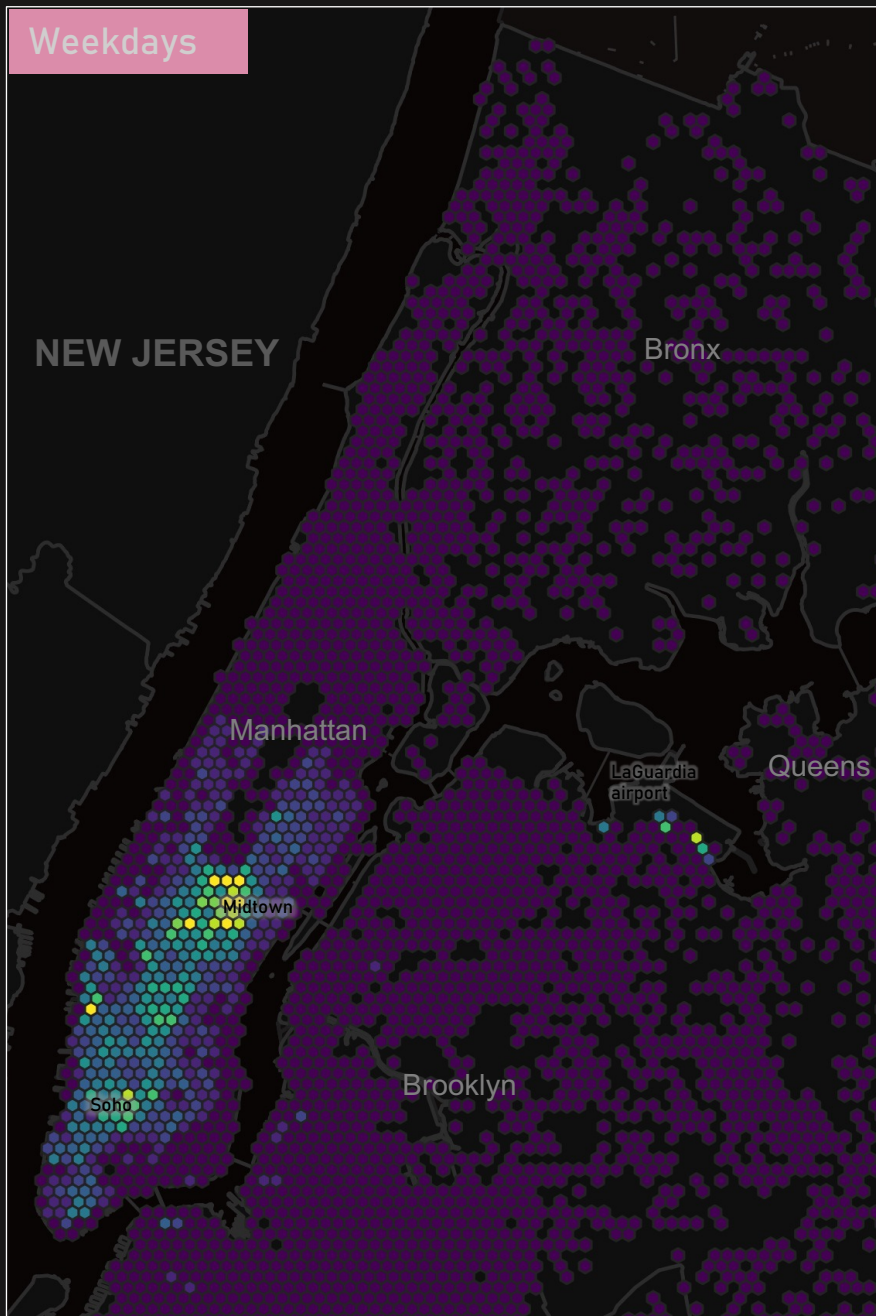 Weekdays
NEW JERSEY
Bronx
Manhattan
LaGuardia
airport
Queens
Midtown
Brooklyn
Soho